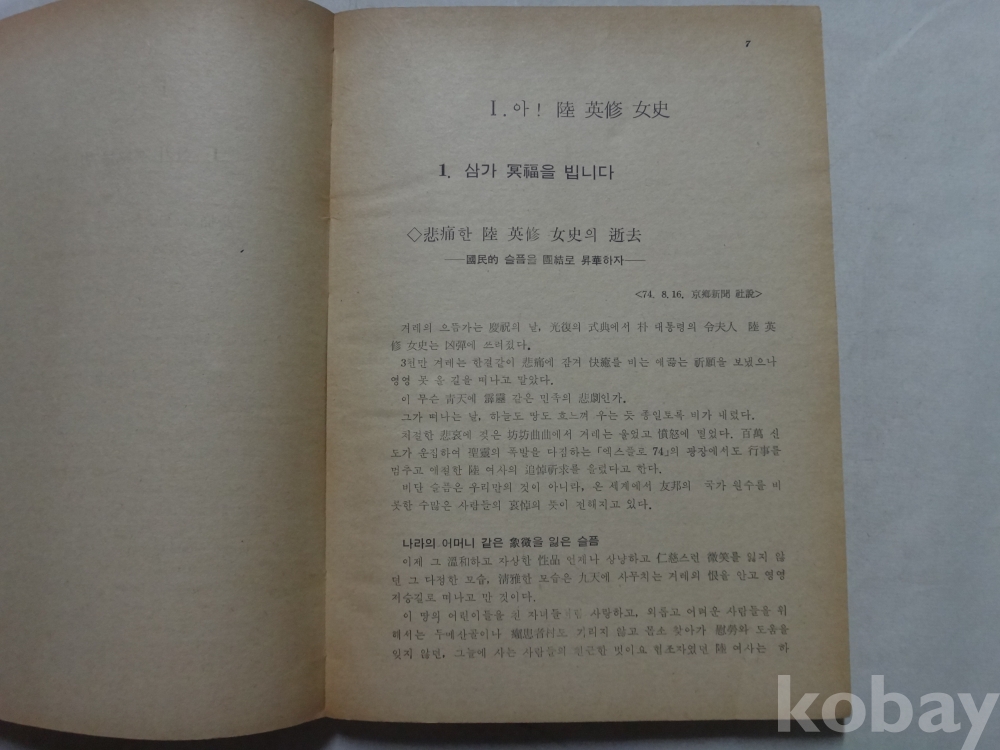 7
I. 아! 陸 英修 女史
1. 삼가 冥福을 빕니다
◇悲痛한 陸 英修 女史의 逝去
──國民的 슬픔을 團結로 昇華하자──
<74. 8.16. 京鄕新聞 社說>
겨레의 으뜸가는 慶祝의 날, 光復의 式典에서 朴 대통령의 令夫人 陸 英
修 女史는 凶彈에 쓰러졌다.
3천만 겨레는 한결같이 悲痛에 잠겨 快癒를 비는 애끓는 祈願을 보냈으나
영영 못 올 길을 떠나고 말았다.
이 무슨 靑天에 霹靂 같은 민족의 悲劇인가.
그가 떠나는 날, 하늘도 땅도 흐느껴 우는 듯 종일토록 비가 내렸다.
처절한 悲哀에 젖은 坊坊曲曲에서 겨레는 울었고 憤怒에 떨었다. 百萬 신
도가 운집하여 聖靈의 폭발을 다짐하는 「엑스플로 74」의 광장에서도 行事를
멈추고 애절한 陸 여사의 追悼祈求를 올렸다고 한다.
비단 슬픔은 우리만의 것이 아니라, 온 세계에서 友邦의 국가 원수를 비
롯한 수많은 사람들의 哀悼의 뜻이 전해지고 있다.
나라의 어머니 같은 象徵을 잃은 슬픔
이제 그 溫和하고 자상한 性品 언제나 상냥하고 仁慈스런 微笑를 잃지 않
던 그 다정한 모습, 淸雅한 모습은 九天에 사무치는 겨레의 恨을 안고 영영
저승길로 떠나고 만 것이다.
이 땅의 어린이들을 친 자녀들처럼 사랑하고, 외롭고 어려운 사람들을 위
해서는 두메산골이나 癩患者村도 가리지 않고 몸소 찾아가 慰勞와 도움을
잊지 않던, 그늘에 사는 사람들의 친근한 벗이요 협조자였던 陸 여사는 하
kobay